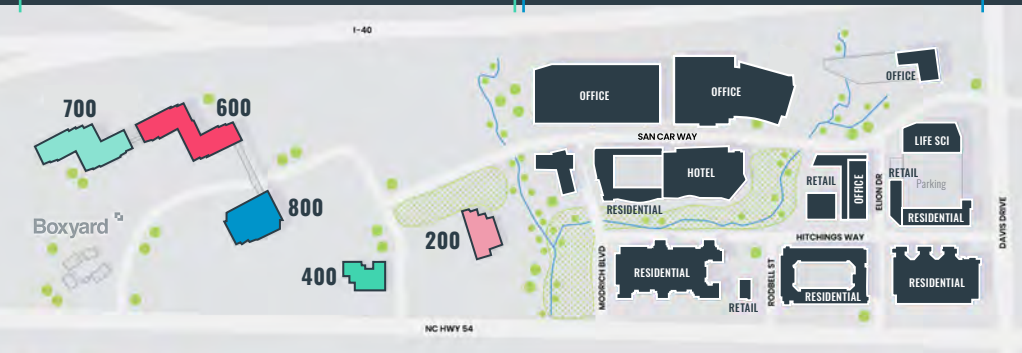 I-40
700
600
OFFICE
OFFICE
OFFICE
SAN CAR WAY
LIFE SCI
HOTEL
RETAIL
OFFICE
ELION DR
RETAIL
Parking
800
RESIDENTIAL
RESIDENTIAL
Boxyard
200
HITCHINGS WAY
DAVIS DRIVE
400
MODRICH BLVD
RESIDENTIAL
RETAIL
RODBELL ST
RESIDENTIAL
RESIDENTIAL
NC HWY 54